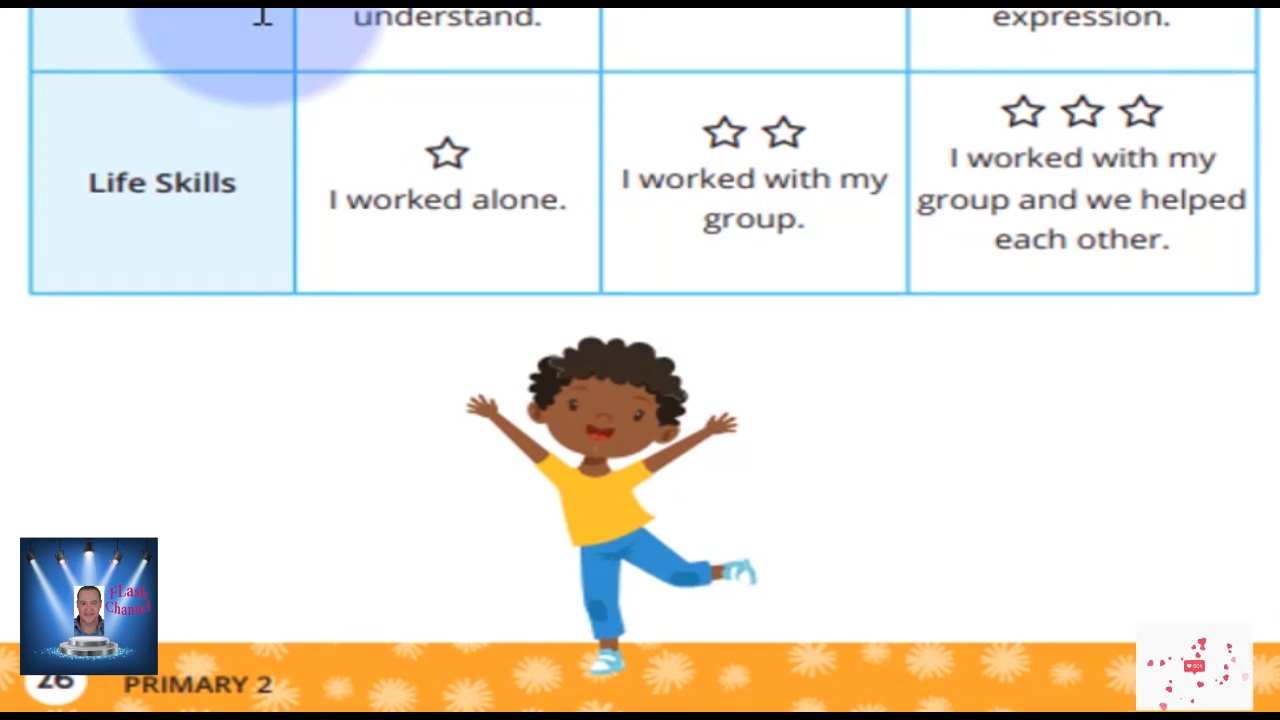 understand.
expression.
Life Skills
I worked alone.
I worked with my
group.
I worked with my
group and we helped
each other.
FLash
Channel
26
PRIMARY 2